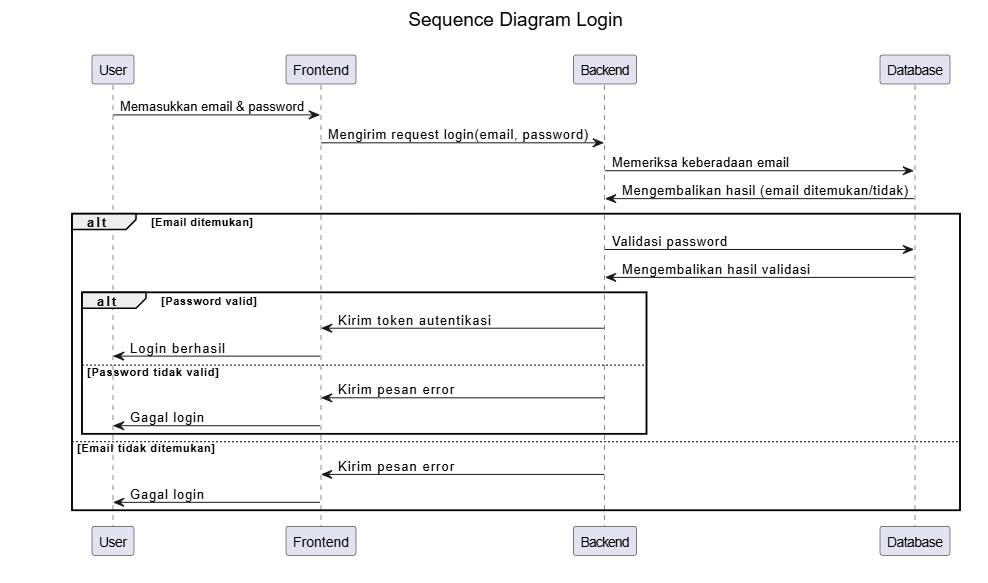 Sequence Diagram Login
User Frontend Backend Database
Memasukkan email & password
Mengirim request login(email, password)
Memeriksa keberadaan email
Mengembalikan hasil (email ditemukan/tidak)
alt [Email ditemukan]
Validasi password
Mengembalikan hasil validasi
alt [Password valid]
Kirim token autentikasi
Login berhasil
[Password tidak valid]
Kirim pesan error
Gagal login
[Email tidak ditemukan]
Kirim pesan error
Gagal login
User Frontend Backend Database